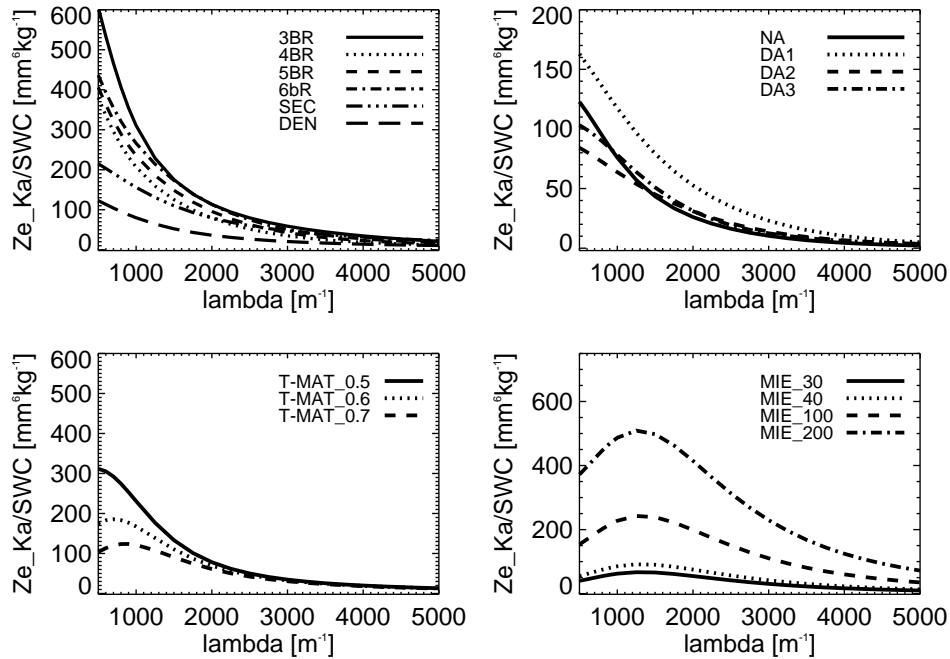 Ze_Ka/SWC [mm⁶kg⁻¹]
600
500
400
300
200
100
0
3BR
4BR
5BR
6bR
SEC
DEN
1000 2000 3000 4000 5000
lambda [m⁻¹]
Ze_Ka/SWC [mm⁶kg⁻¹]
200
150
100
50
0
NA
DA1
DA2
DA3
1000 2000 3000 4000 5000
lambda [m⁻¹]
Ze_Ka/SWC [mm⁶kg⁻¹]
600
500
400
300
200
100
0
T-MAT_0.5
T-MAT_0.6
T-MAT_0.7
1000 2000 3000 4000 5000
lambda [m⁻¹]
Ze_Ka/SWC [mm⁶kg⁻¹]
600
400
200
0
MIE_30
MIE_40
MIE_100
MIE_200
1000 2000 3000 4000 5000
lambda [m⁻¹]